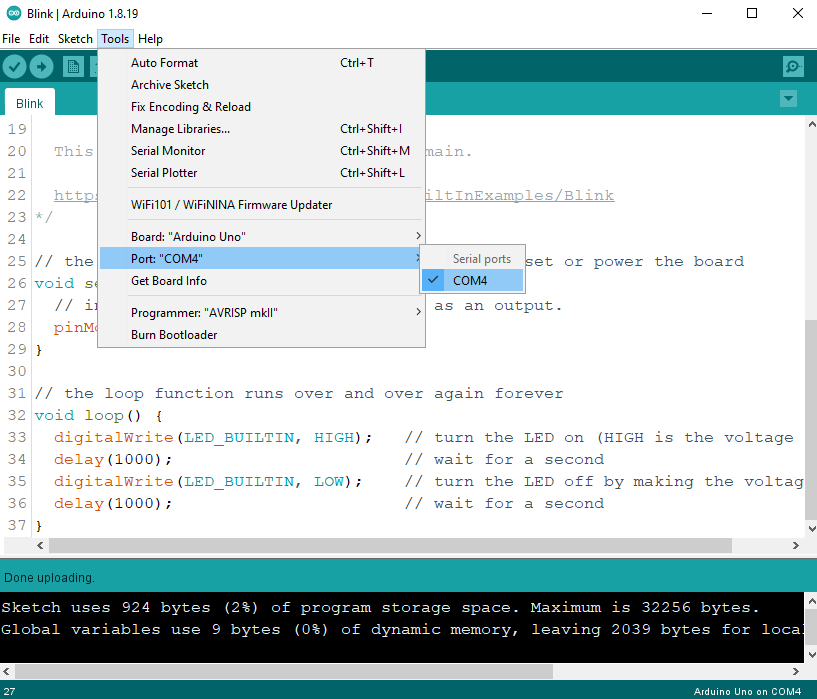 Blink | Arduino 1.8.19
File Edit Sketch Tools Help
Blink
Auto Format Ctrl+T
Archive Sketch
Fix Encoding & Reload
Manage Libraries... Ctrl+Shift+I
Serial Monitor Ctrl+Shift+M
Serial Plotter Ctrl+Shift+L
WiFi101 / WiFiNINA Firmware Updater
Board: "Arduino Uno"
Port: "COM4"
Get Board Info
Programmer: "AVRISP mkII"
Burn Bootloader
Serial ports
COM4
19
20 This main.
21
22 https iltInExamples/Blink
23 */
24
25 // the set or power the board
26 void se
27 // in as an output.
28 pinMo
29 }
30
31 // the loop function runs over and over again forever
32 void loop() {
33 digitalWrite(LED_BUILTIN, HIGH); // turn the LED on (HIGH is the voltage
34 delay(1000); // wait for a second
35 digitalWrite(LED_BUILTIN, LOW); // turn the LED off by making the voltag
36 delay(1000); // wait for a second
37 }
Done uploading.
Sketch uses 924 bytes (2%) of program storage space. Maximum is 32256 bytes.
Global variables use 9 bytes (0%) of dynamic memory, leaving 2039 bytes for local
27 Arduino Uno on COM4